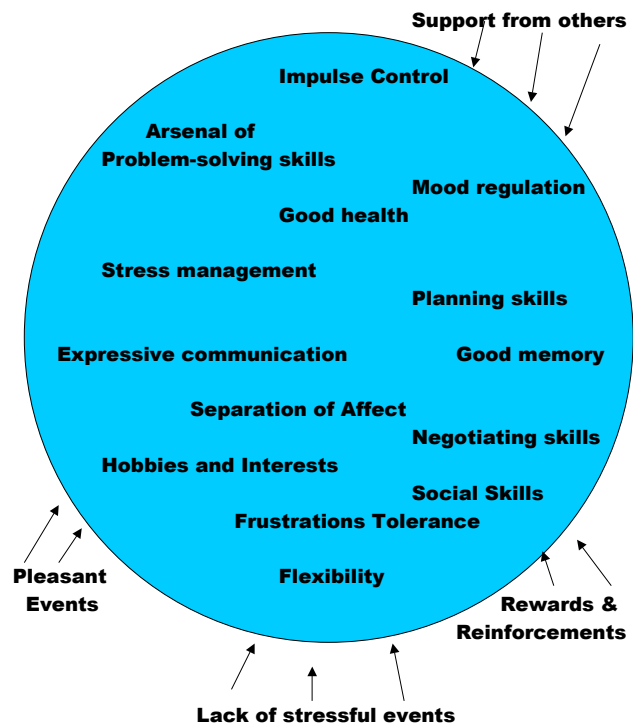 Support from others
Impulse Control
Arsenal of
Problem-solving skills
Mood regulation
Good health
Stress management
Planning skills
Expressive communication
Good memory
Separation of Affect
Negotiating skills
Hobbies and Interests
Social Skills
Frustrations Tolerance
Flexibility
Pleasant
Events
Rewards &
Reinforcements
Lack of stressful events